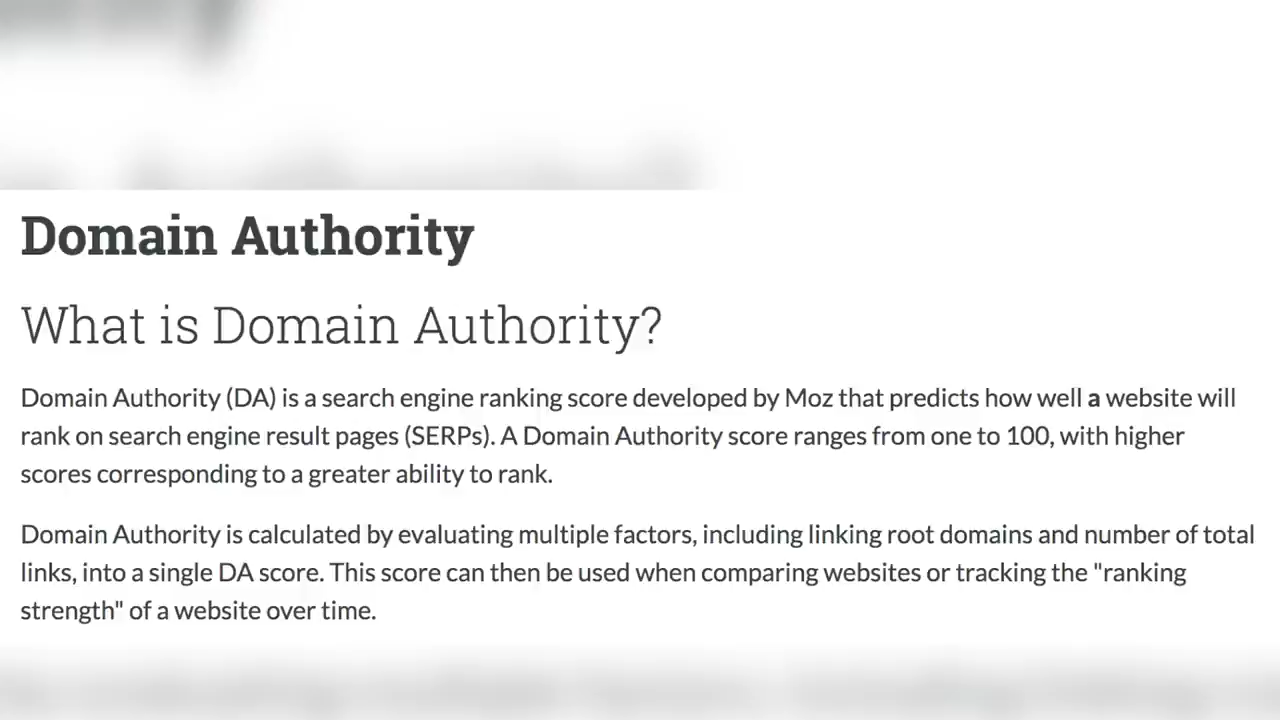 Domain Authority
What is Domain Authority?
Domain Authority (DA) is a search engine ranking score developed by Moz that predicts how well a website will
rank on search engine result pages (SERPs). A Domain Authority score ranges from one to 100, with higher
scores corresponding to a greater ability to rank.
Domain Authority is calculated by evaluating multiple factors, including linking root domains and number of total
links, into a single DA score. This score can then be used when comparing websites or tracking the "ranking
strength" of a website over time.